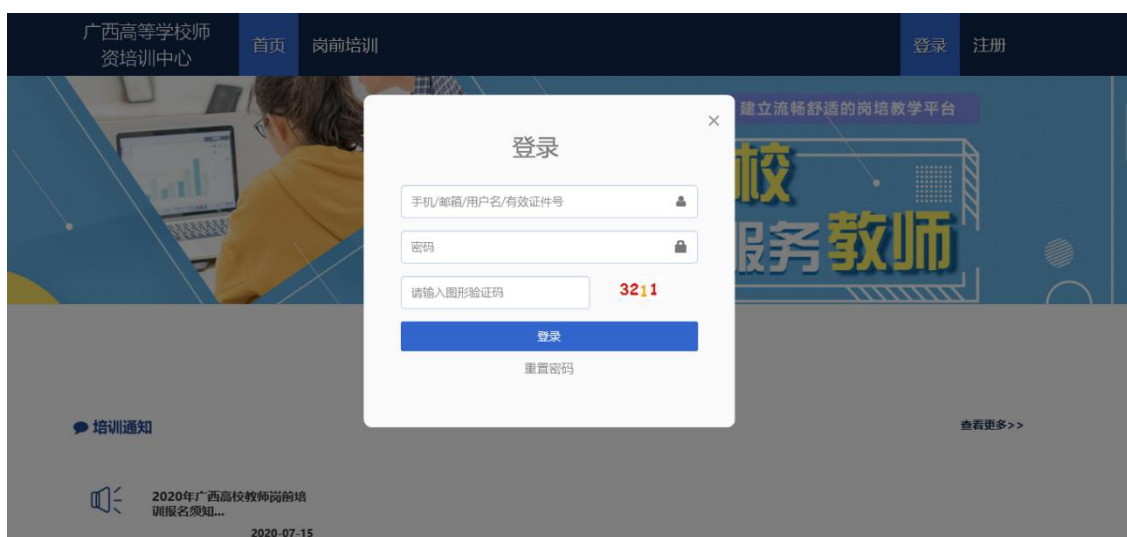 广西高等学校师
资培训中心
首页
岗前培训
登录
注册
建立流畅舒适的岗培教学平台
校
服务教师
×
登录
手机/邮箱/用户名/有效证件号
密码
请输入图形验证码
3211
登录
重置密码
培训通知
查看更多>>
2020年广西高校教师岗前培
训报名须知...
2020-07-15